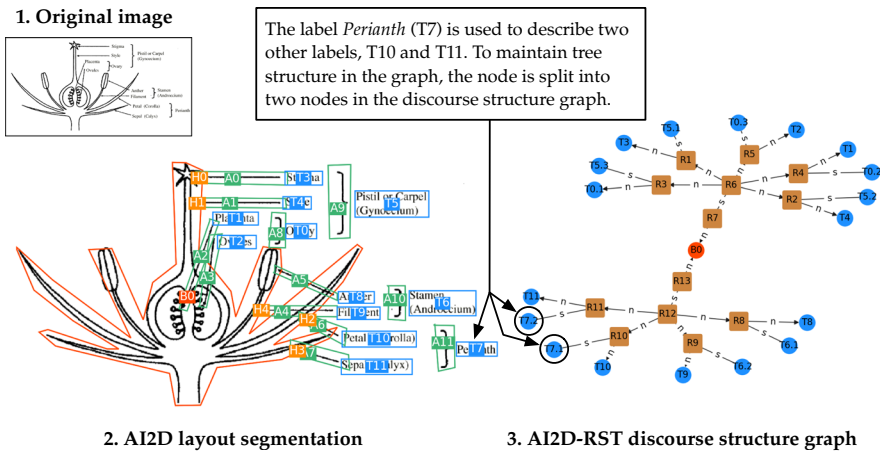 1. Original image
The label Perianth (T7) is used to describe two
other labels, T10 and T11. To maintain tree
structure in the graph, the node is split into
two nodes in the discourse structure graph.
Stigma
Style
Pistil or Carpel
(Gynoecium)
Placenta
Ovules
Ovary
Anther
Filament
Stamen
(Androecium)
Petal (Corolla)
Sepal (Calyx)
Perianth
H0
A0
T3
H1
A1
T4
A9
Pistil or Carpel
T5
(Gynoecium)
T1
A8
T0
T2
A2
A3
B0
A5
T8
A10
Stamen
T6
(Androecium)
H4
A4
T9
H2
A6
Petal
T10
H3
T11
A11
T7
2. AI2D layout segmentation
T5.1
T0.3
T2
T3
R1
R5
T1
T5.3
R3
R6
R4
T0.2
T0.1
R2
T5.2
R7
T4
B0
R13
T11
R11
T7.2
R12
R8
T8
T7.1
R10
R9
T6.1
T10
T9
T6.2
n
s
3. AI2D-RST discourse structure graph